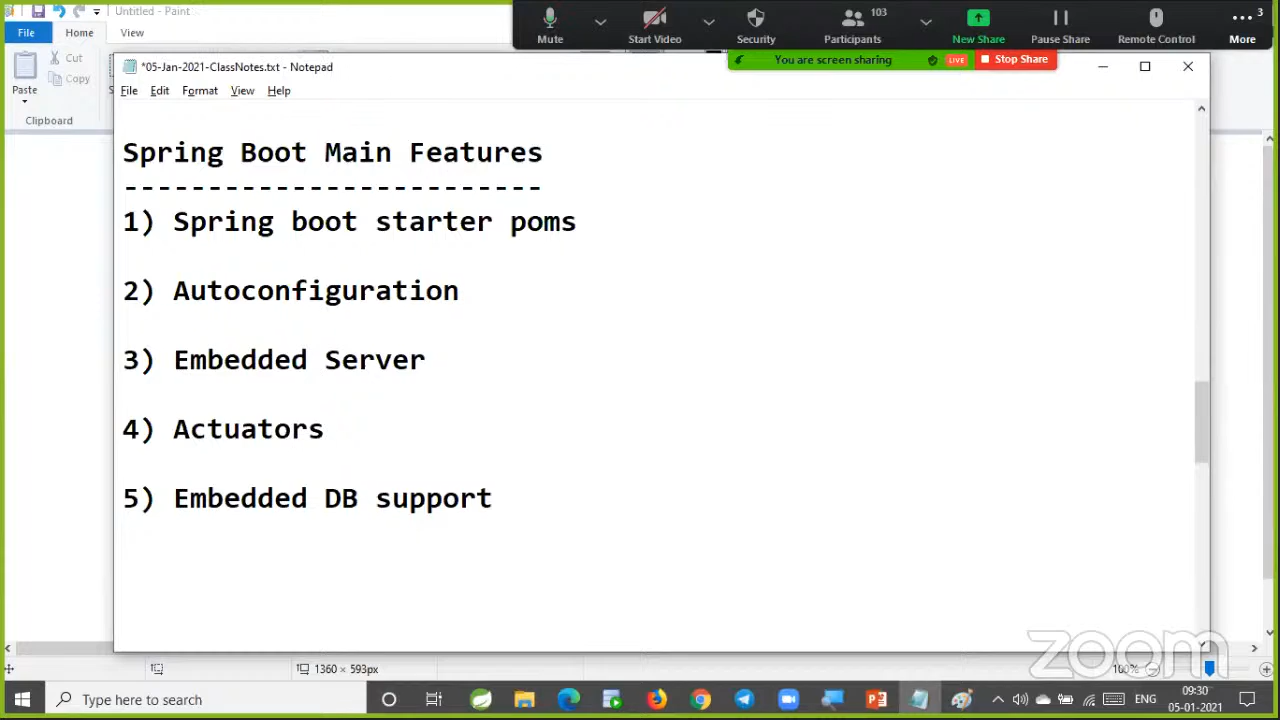 Untitled - Paint
File Home View
Cut
Copy
Paste
Clipboard
Mute
Start Video
Security
103
Participants
New Share
Pause Share
Remote Control
3
More
You are screen sharing LIVE Stop Share
*05-Jan-2021-ClassNotes.txt - Notepad
File Edit Format View Help
Spring Boot Main Features
-------------------------
1) Spring boot starter poms
2) Autoconfiguration
3) Embedded Server
4) Actuators
5) Embedded DB support
zoom
1360 × 593px
100%
Type here to search
ENG
09:30
05-01-2021